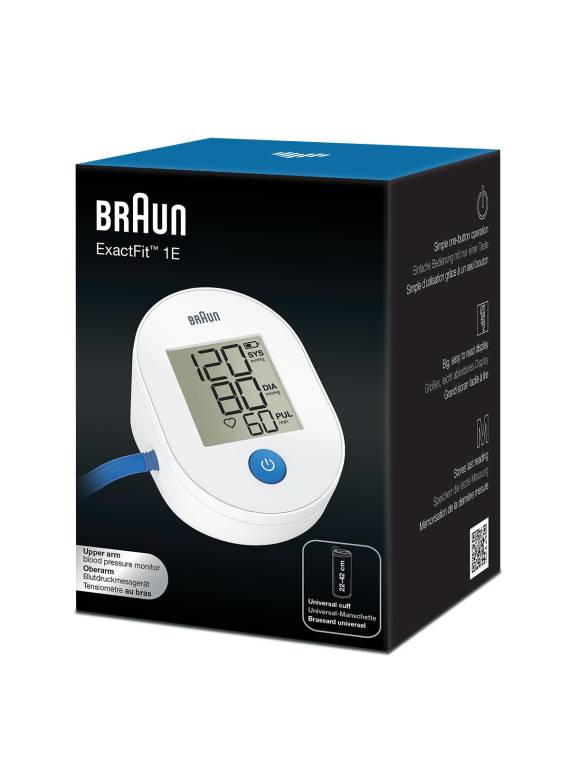 BRAUN
ExactFit™ 1E
BRAUN
120 SYS mmHg
80 DIA mmHg
60 PUL /min
Upper arm
blood pressure monitor
Oberarm
Blutdruckmessgerät
Tensiomètre au bras
22-42 cm
Universal cuff
Universal-Manschette
Brassard universel
Simple one-button operation
Einfache Bedienung mit nur einer Taste
Simple d'utilisation grâce à un seul bouton
Big, easy to read display
Großes, leicht ablesbares Display
Grand écran facile à lire
M
Stores last reading
Speichert die letzte Messung
Mémorisation de la dernière mesure